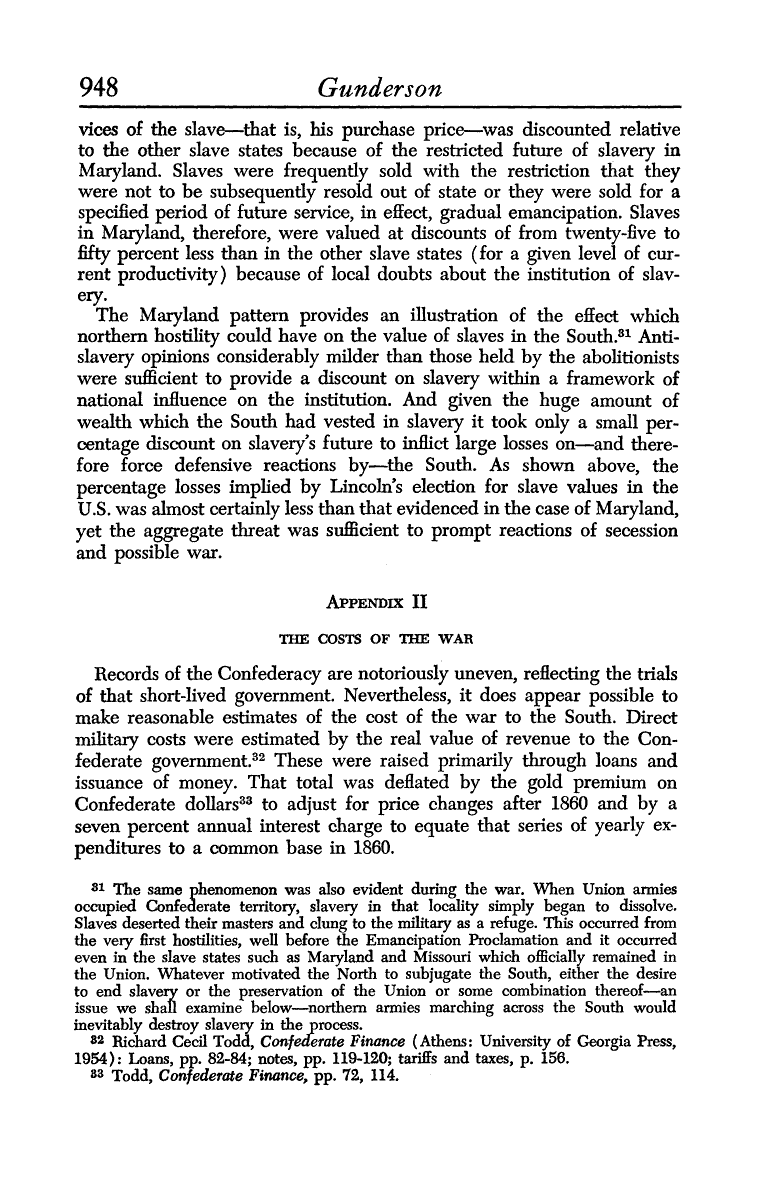 948 Gunderson
vices of the slave—that is, his purchase price—was discounted relative
to the other slave states because of the restricted future of slavery in
Maryland. Slaves were frequently sold with the restriction that they
were not to be subsequently resold out of state or they were sold for a
specified period of future service, in effect, gradual emancipation. Slaves
in Maryland, therefore, were valued at discounts of from twenty-five to
fifty percent less than in the other slave states (for a given level of cur-
rent productivity) because of local doubts about the institution of slav-
ery.
The Maryland pattern provides an illustration of the effect which
northern hostility could have on the value of slaves in the South.³¹ Anti-
slavery opinions considerably milder than those held by the abolitionists
were sufficient to provide a discount on slavery within a framework of
national influence on the institution. And given the huge amount of
wealth which the South had vested in slavery it took only a small per-
centage discount on slavery's future to inflict large losses on—and there-
fore force defensive reactions by—the South. As shown above, the
percentage losses implied by Lincoln's election for slave values in the
U.S. was almost certainly less than that evidenced in the case of Maryland,
yet the aggregate threat was sufficient to prompt reactions of secession
and possible war.
APPENDIX II
THE COSTS OF THE WAR
Records of the Confederacy are notoriously uneven, reflecting the trials
of that short-lived government. Nevertheless, it does appear possible to
make reasonable estimates of the cost of the war to the South. Direct
military costs were estimated by the real value of revenue to the Con-
federate government.³² These were raised primarily through loans and
issuance of money. That total was deflated by the gold premium on
Confederate dollars³³ to adjust for price changes after 1860 and by a
seven percent annual interest charge to equate that series of yearly ex-
penditures to a common base in 1860.
³¹ The same phenomenon was also evident during the war. When Union armies
occupied Confederate territory, slavery in that locality simply began to dissolve.
Slaves deserted their masters and clung to the military as a refuge. This occurred from
the very first hostilities, well before the Emancipation Proclamation and it occurred
even in the slave states such as Maryland and Missouri which officially remained in
the Union. Whatever motivated the North to subjugate the South, either the desire
to end slavery or the preservation of the Union or some combination thereof—an
issue we shall examine below—northern armies marching across the South would
inevitably destroy slavery in the process.
³² Richard Cecil Todd, Confederate Finance (Athens: University of Georgia Press,
1954): Loans, pp. 82-84; notes, pp. 119-120; tariffs and taxes, p. 156.
³³ Todd, Confederate Finance, pp. 72, 114.